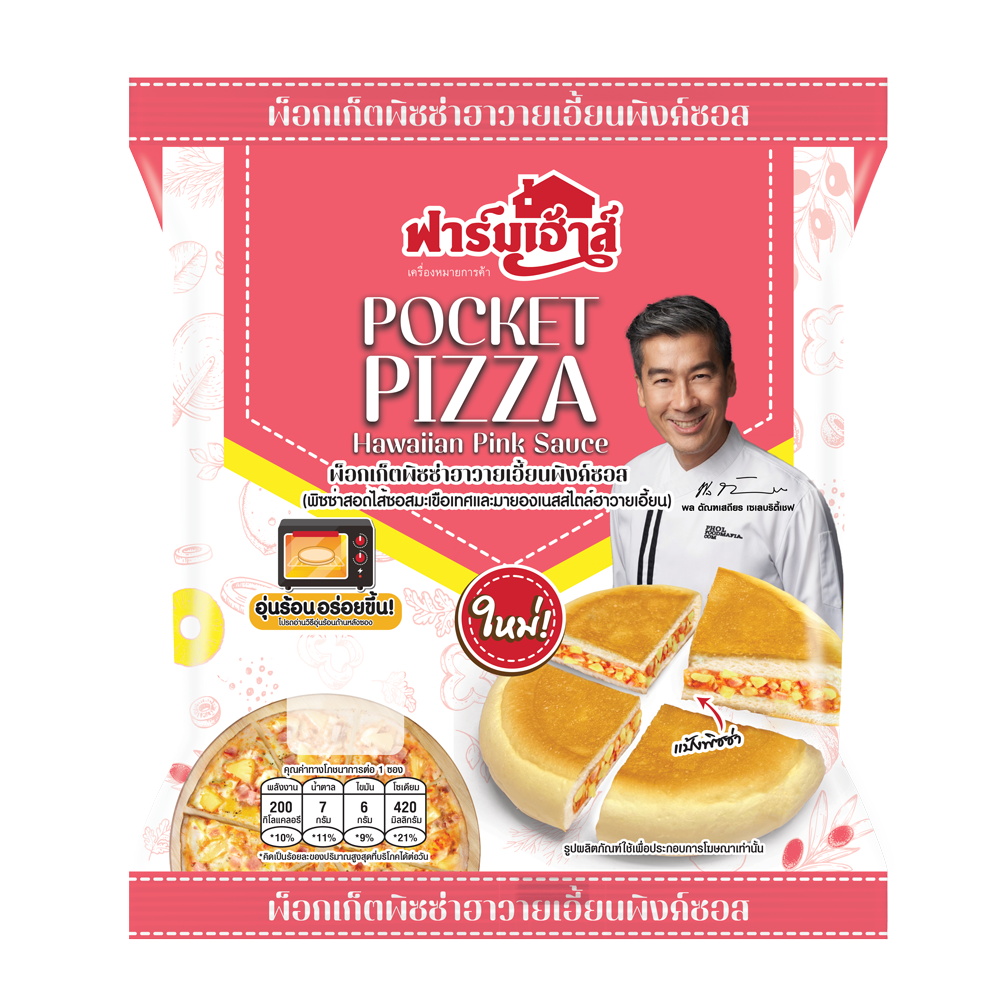 พ็อกเก็ตพิซซ่าฮาวายเอี้ยนพิงค์ซอส
ฟาร์มเฮ้าส์
เครื่องหมายการค้า
POCKET
PIZZA
Hawaiian Pink Sauce
พ็อกเก็ตพิซซ่าฮาวายเอี้ยนพิงค์ซอส
(พิซซ่าสอดไส้ซอสมะเขือเทศและมายองเนสสไตล์ฮาวายเอี้ยน)
พล ตัณฑเสถียร เซเลบริตี้เชฟ
PHOL
FOODMAFIA.
COM
อุ่นร้อน อร่อยขึ้น!
โปรดอ่านวิธีอุ่นร้อนด้านหลังซอง
ใหม่!
แป้งพิซซ่า
คุณค่าทางโภชนาการต่อ 1 ซอง
พลังงาน น้ำตาล ไขมัน โซเดียม
200 7 6 420
กิโลแคลอรี กรัม กรัม มิลลิกรัม
*10% *11% *9% *21%
*คิดเป็นร้อยละของปริมาณสูงสุดที่บริโภคได้ต่อวัน
รูปผลิตภัณฑ์ใช้เพื่อประกอบการโฆษณาเท่านั้น
พ็อกเก็ตพิซซ่าฮาวายเอี้ยนพิงค์ซอส